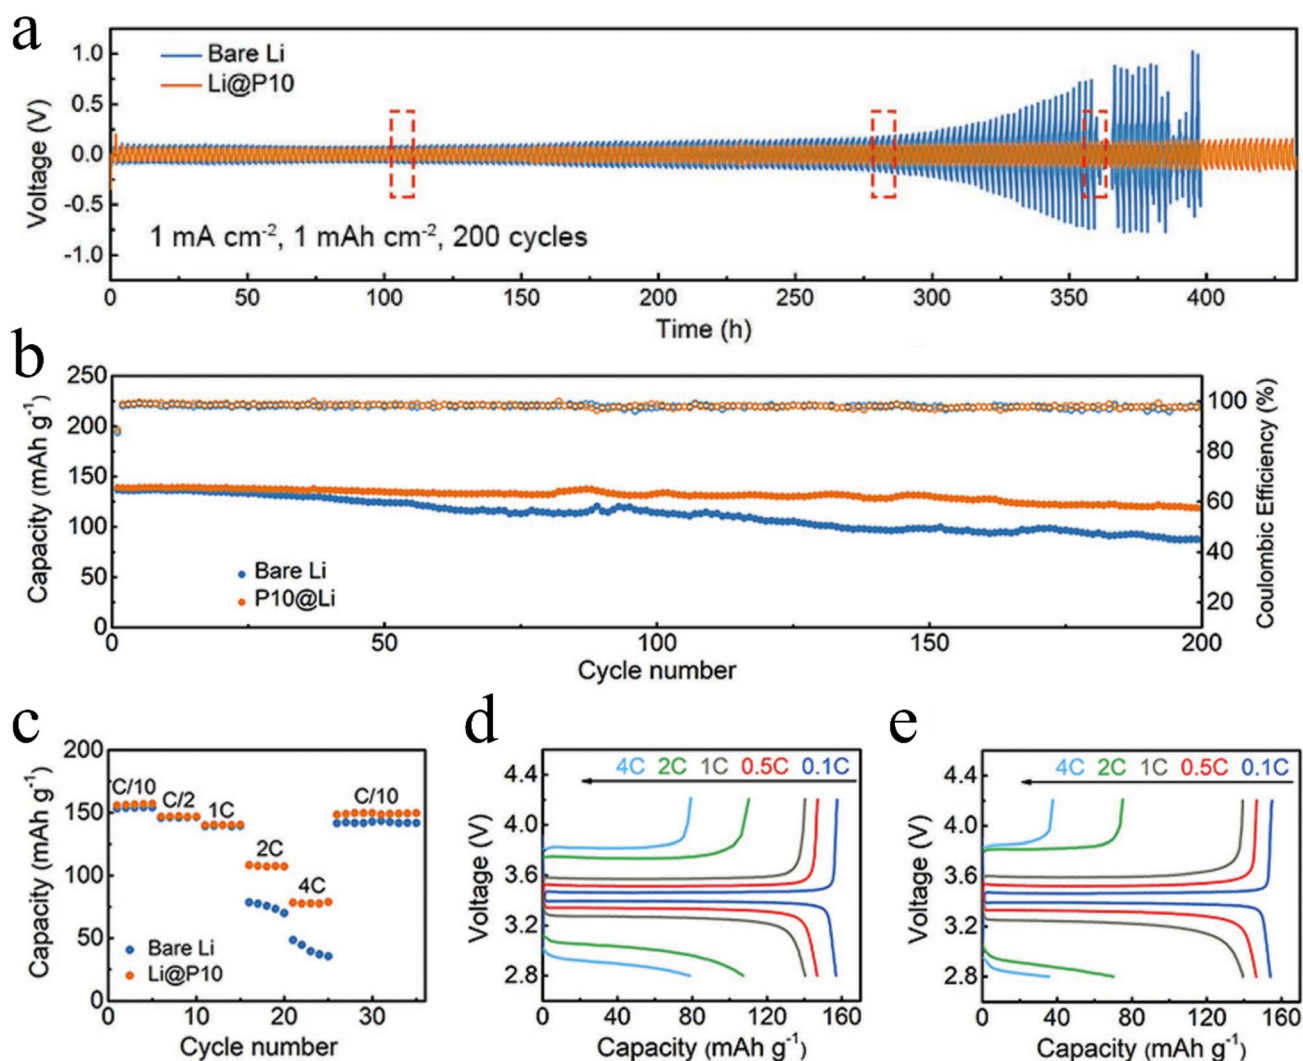 a
Bare Li
Li@P10
1.0
0.5
0.0
-0.5
-1.0
Voltage (V)
1 mA cm⁻², 1 mAh cm⁻², 200 cycles
0 50 100 150 200 250 300 350 400
Time (h)
b
250
200
150
100
50
0
Capacity (mAh g⁻¹)
100
80
60
40
20
Coulombic Efficiency (%)
Bare Li
P10@Li
0 50 100 150 200
Cycle number
c
200
150
100
50
0
Capacity (mAh g⁻¹)
C/10
C/2
1C
2C
4C
C/10
Bare Li
Li@P10
0 10 20 30
Cycle number
d
4.4
4.0
3.6
3.2
2.8
Voltage (V)
4C 2C 1C 0.5C 0.1C
0 40 80 120 160
Capacity (mAh g⁻¹)
e
4.4
4.0
3.6
3.2
2.8
Voltage (V)
4C 2C 1C 0.5C 0.1C
0 40 80 120 160
Capacity (mAh g⁻¹)